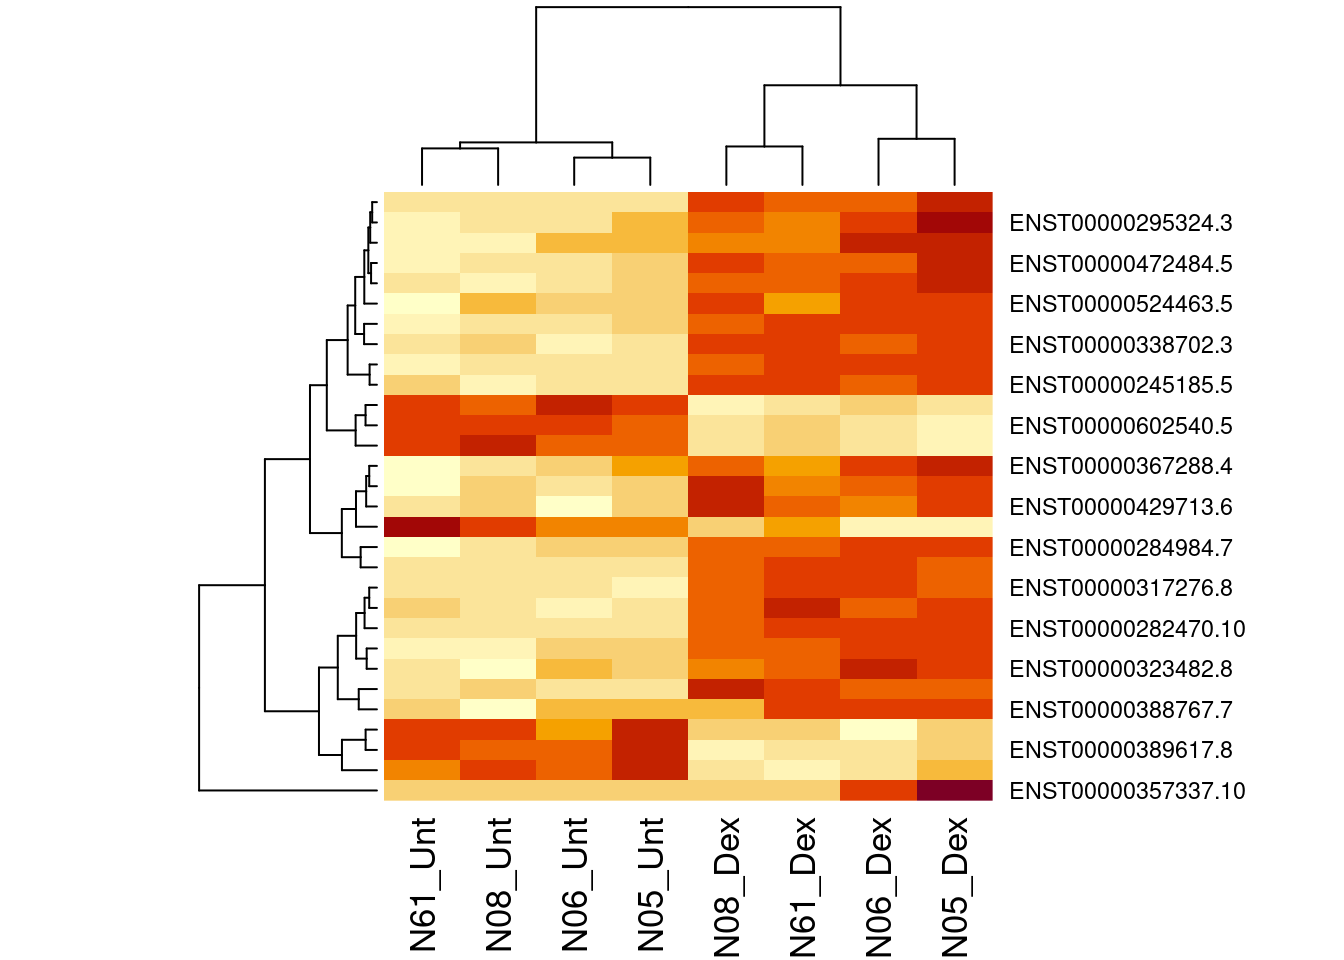 ENST00000295324.3
ENST00000472484.5
ENST00000524463.5
ENST00000338702.3
ENST00000245185.5
ENST00000602540.5
ENST00000367288.4
ENST00000429713.6
ENST00000284984.7
ENST00000317276.8
ENST00000282470.10
ENST00000323482.8
ENST00000388767.7
ENST00000389617.8
ENST00000357337.10
N61_Unt
N08_Unt
N06_Unt
N05_Unt
N08_Dex
N61_Dex
N06_Dex
N05_Dex